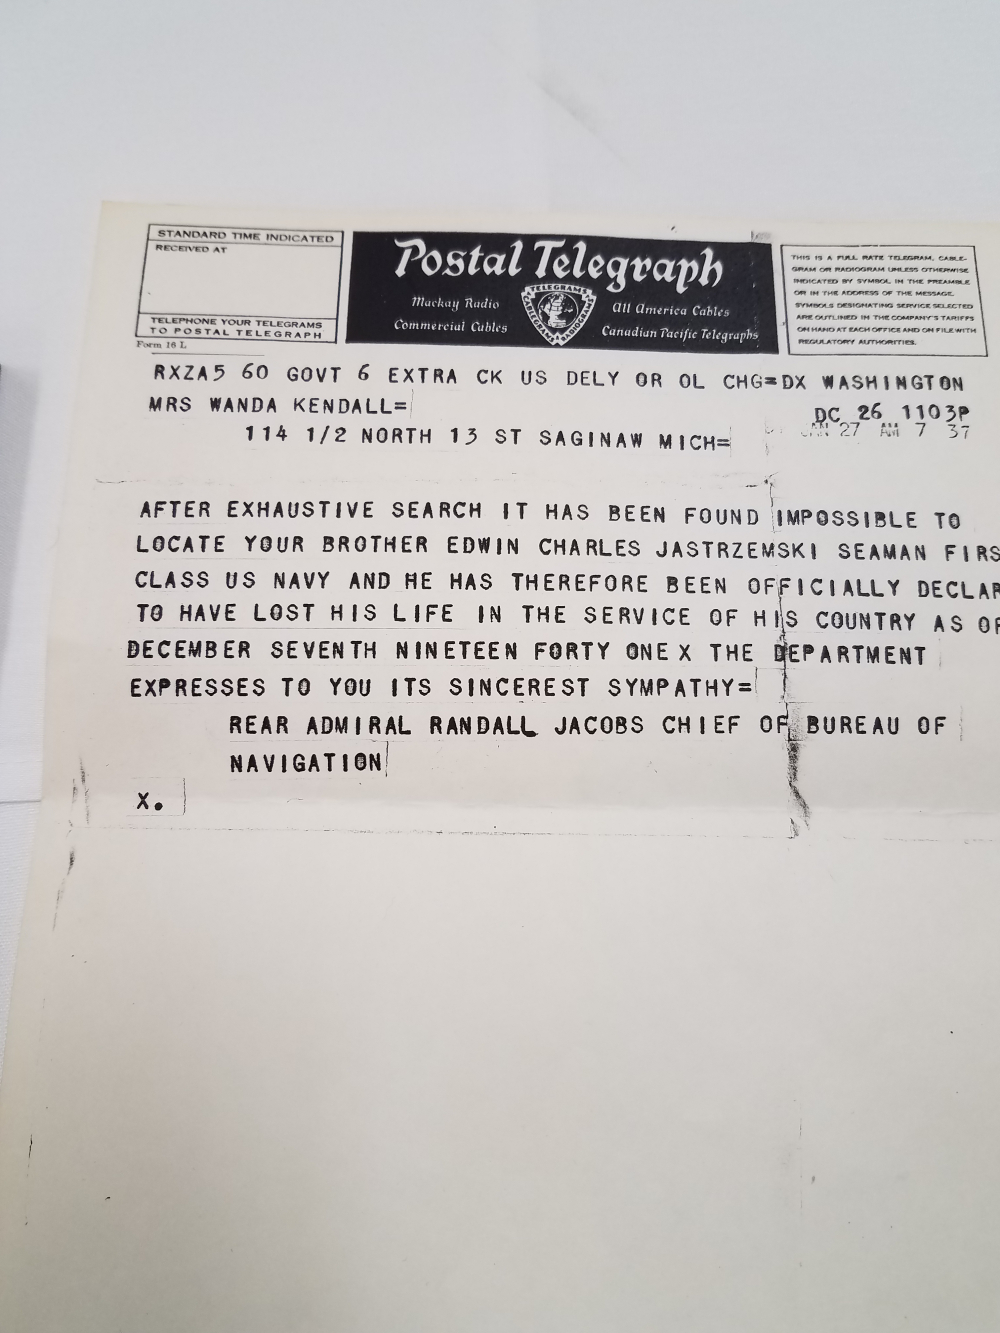 STANDARD TIME INDICATED
RECEIVED AT
TELEPHONE YOUR TELEGRAMS
TO POSTAL TELEGRAPH
Form 16 L
Postal Telegraph
Mackay Radio
Commercial Cables
TELEGRAMS
CABLEGRAMS
RADIOGRAMS
All America Cables
Canadian Pacific Telegraphs
THIS IS A FULL RATE TELEGRAM, CABLE-
GRAM OR RADIOGRAM UNLESS OTHERWISE
INDICATED BY SYMBOL IN THE PREAMBLE
OR IN THE ADDRESS OF THE MESSAGE.
SYMBOLS DESIGNATING SERVICE SELECTED
ARE OUTLINED IN THE COMPANY'S TARIFFS
ON HAND AT EACH OFFICE AND ON FILE WITH
REGULATORY AUTHORITIES.
RXZA5 60 GOVT 6 EXTRA CK US DELY OR OL CHG=DX WASHINGTON
MRS WANDA KENDALL= DC 26 1103P
114 1/2 NORTH 13 ST SAGINAW MICH= JAN 27 AM 7 37
AFTER EXHAUSTIVE SEARCH IT HAS BEEN FOUND IMPOSSIBLE TO
LOCATE YOUR BROTHER EDWIN CHARLES JASTRZEMSKI SEAMAN FIRS
CLASS US NAVY AND HE HAS THEREFORE BEEN OFFICIALLY DECLAR
TO HAVE LOST HIS LIFE IN THE SERVICE OF HIS COUNTRY AS OF
DECEMBER SEVENTH NINETEEN FORTY ONE X THE DEPARTMENT
EXPRESSES TO YOU ITS SINCEREST SYMPATHY=
REAR ADMIRAL RANDALL JACOBS CHIEF OF BUREAU OF
NAVIGATION
X.